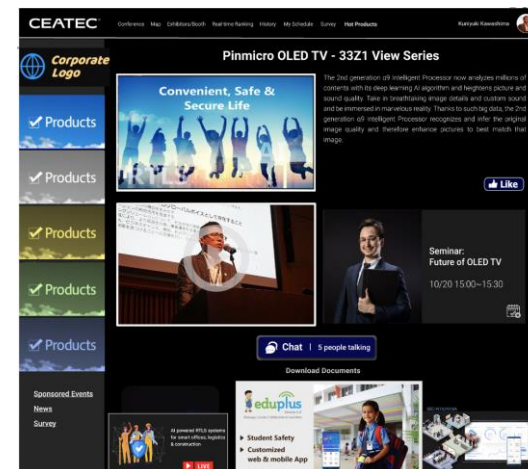 CEATEC
Conference Map Exhibitors/Booth Real-time Ranking History My Schedule Survey Hot Products
Kuniyuki Kawashima
Corporate
Logo
Pinmicro OLED TV - 33Z1 View Series
Convenient, Safe &
Secure Life
RTLS
AI
The 2nd generation α9 Intelligent Processor now analyzes millions of
contents with its deep learning AI algorithm and heightens picture and
sound quality. Take in breathtaking image details and custom sound
and be immersed in marvelous reality. Thanks to such big data, the 2nd
generation α9 Intelligent Processor recognizes and infer the original
image quality and therefore enhance pictures to best match that
image.
Like
Products
Products
Products
Products
Products
Seminar:
Future of OLED TV
10/20 15:00~15:30
Chat | 5 people talking
Download Documents
Sponsored Events
News
Survey
AI powered RTLS systems
for smart offices, logistics
& construction
LIVE
eduplus
Student Safety
Customized
web & mobile App